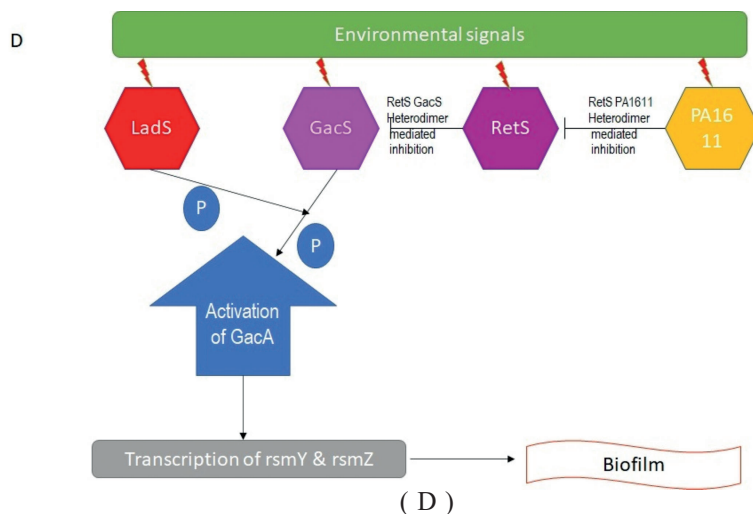 D
Environmental signals
LadS
GacS
RetS GacS
Heterodimer
mediated
inhibition
RetS
RetS PA1611
Heterodimer
mediated
inhibition
PA16
11
P
P
Activation
of GacA
Transcription of rsmY & rsmZ
Biofilm
( D )